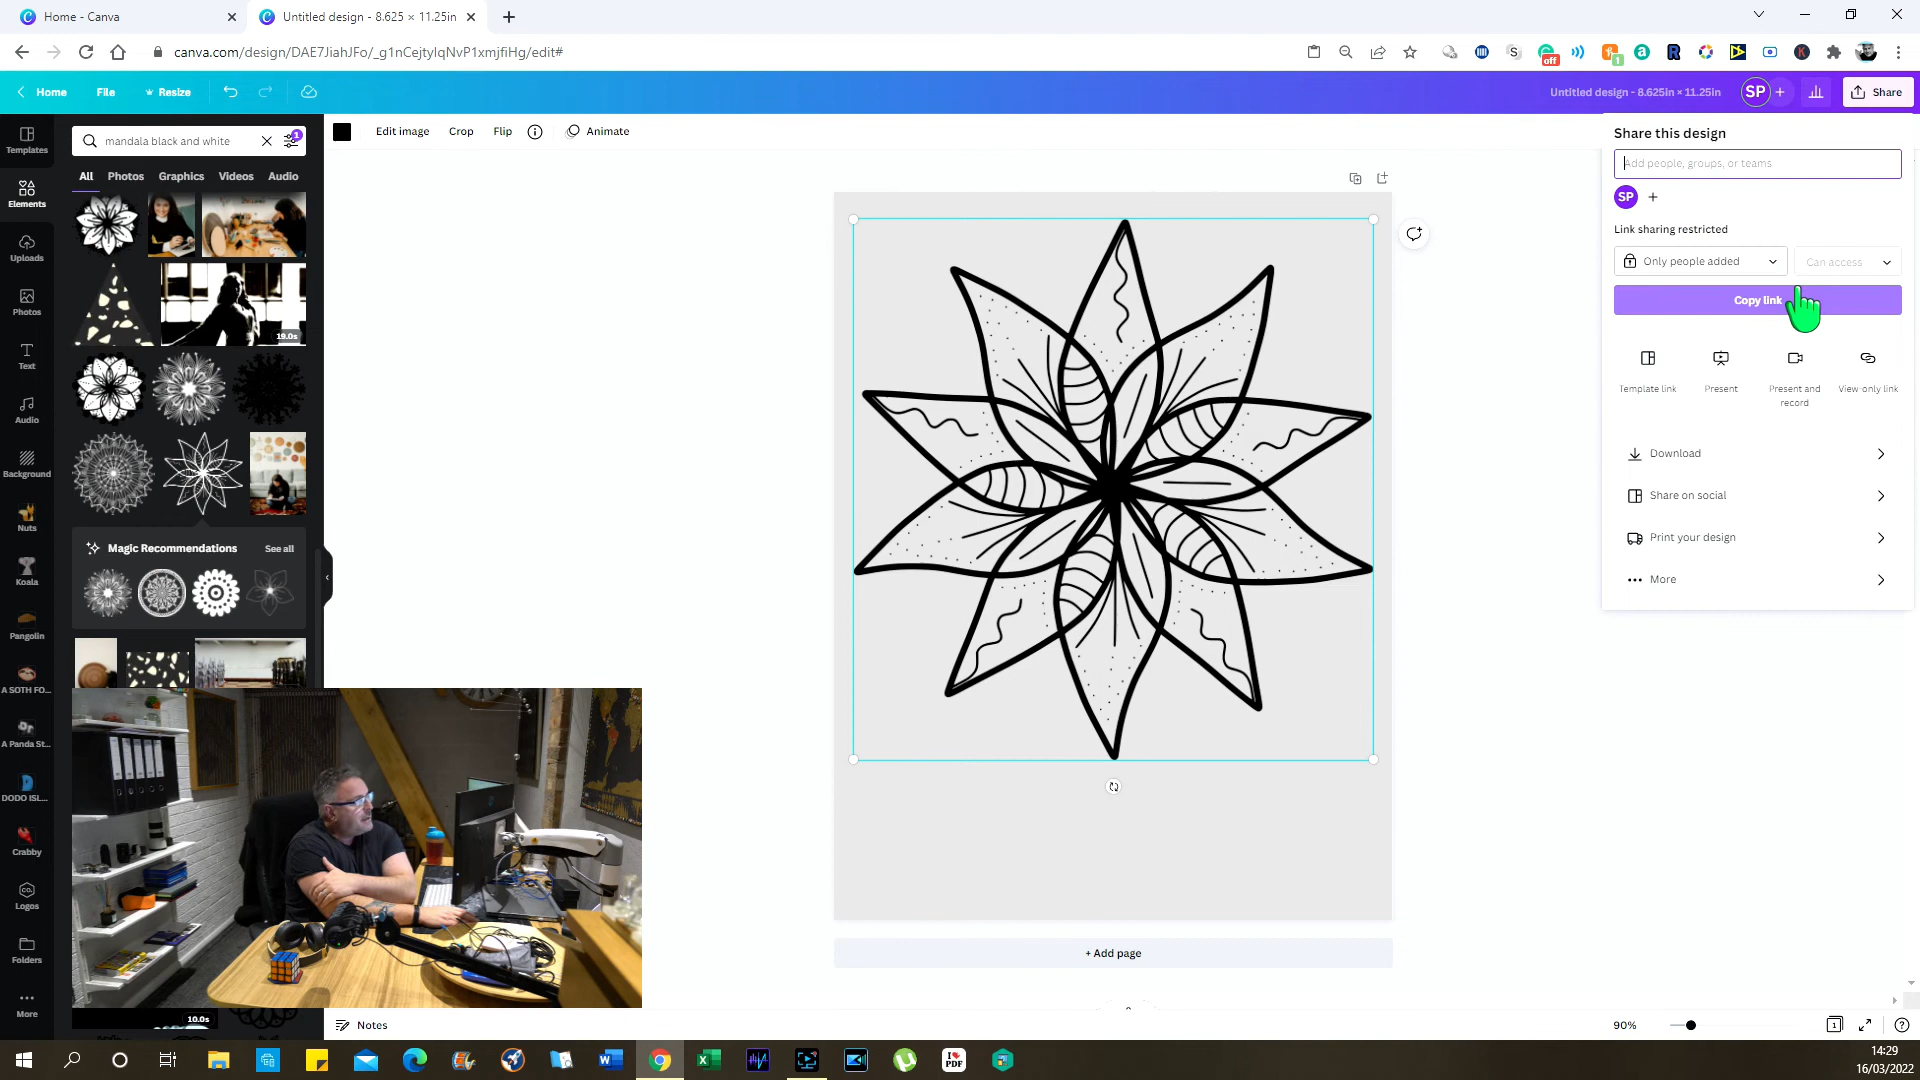 Home - Canva
Untitled design - 8.625 × 11.25in
canva.com/design/DAE7JiahJFo/_g1nCejtyIqNvP1xmjfiHg/edit#
off
1
Home
File
Resize
Untitled design - 8.625in × 11.25in
SP
Share
Templates
Elements
Uploads
Photos
Text
Audio
Background
Nuts
Koala
Pangolin
A SOTH FO...
A Panda St...
DODO ISL...
Crabby
Logos
Folders
More
mandala black and white
1
All
Photos
Graphics
Videos
Audio
19.0s
Magic Recommendations
See all
10.0s
Edit image
Crop
Flip
Animate
+ Add page
Share this design
Add people, groups, or teams
SP
Link sharing restricted
Only people added
Can access
Copy link
Template link
Present
Present and record
View-only link
Download
Share on social
Print your design
More
Notes
90%
1
14:29
16/03/2022